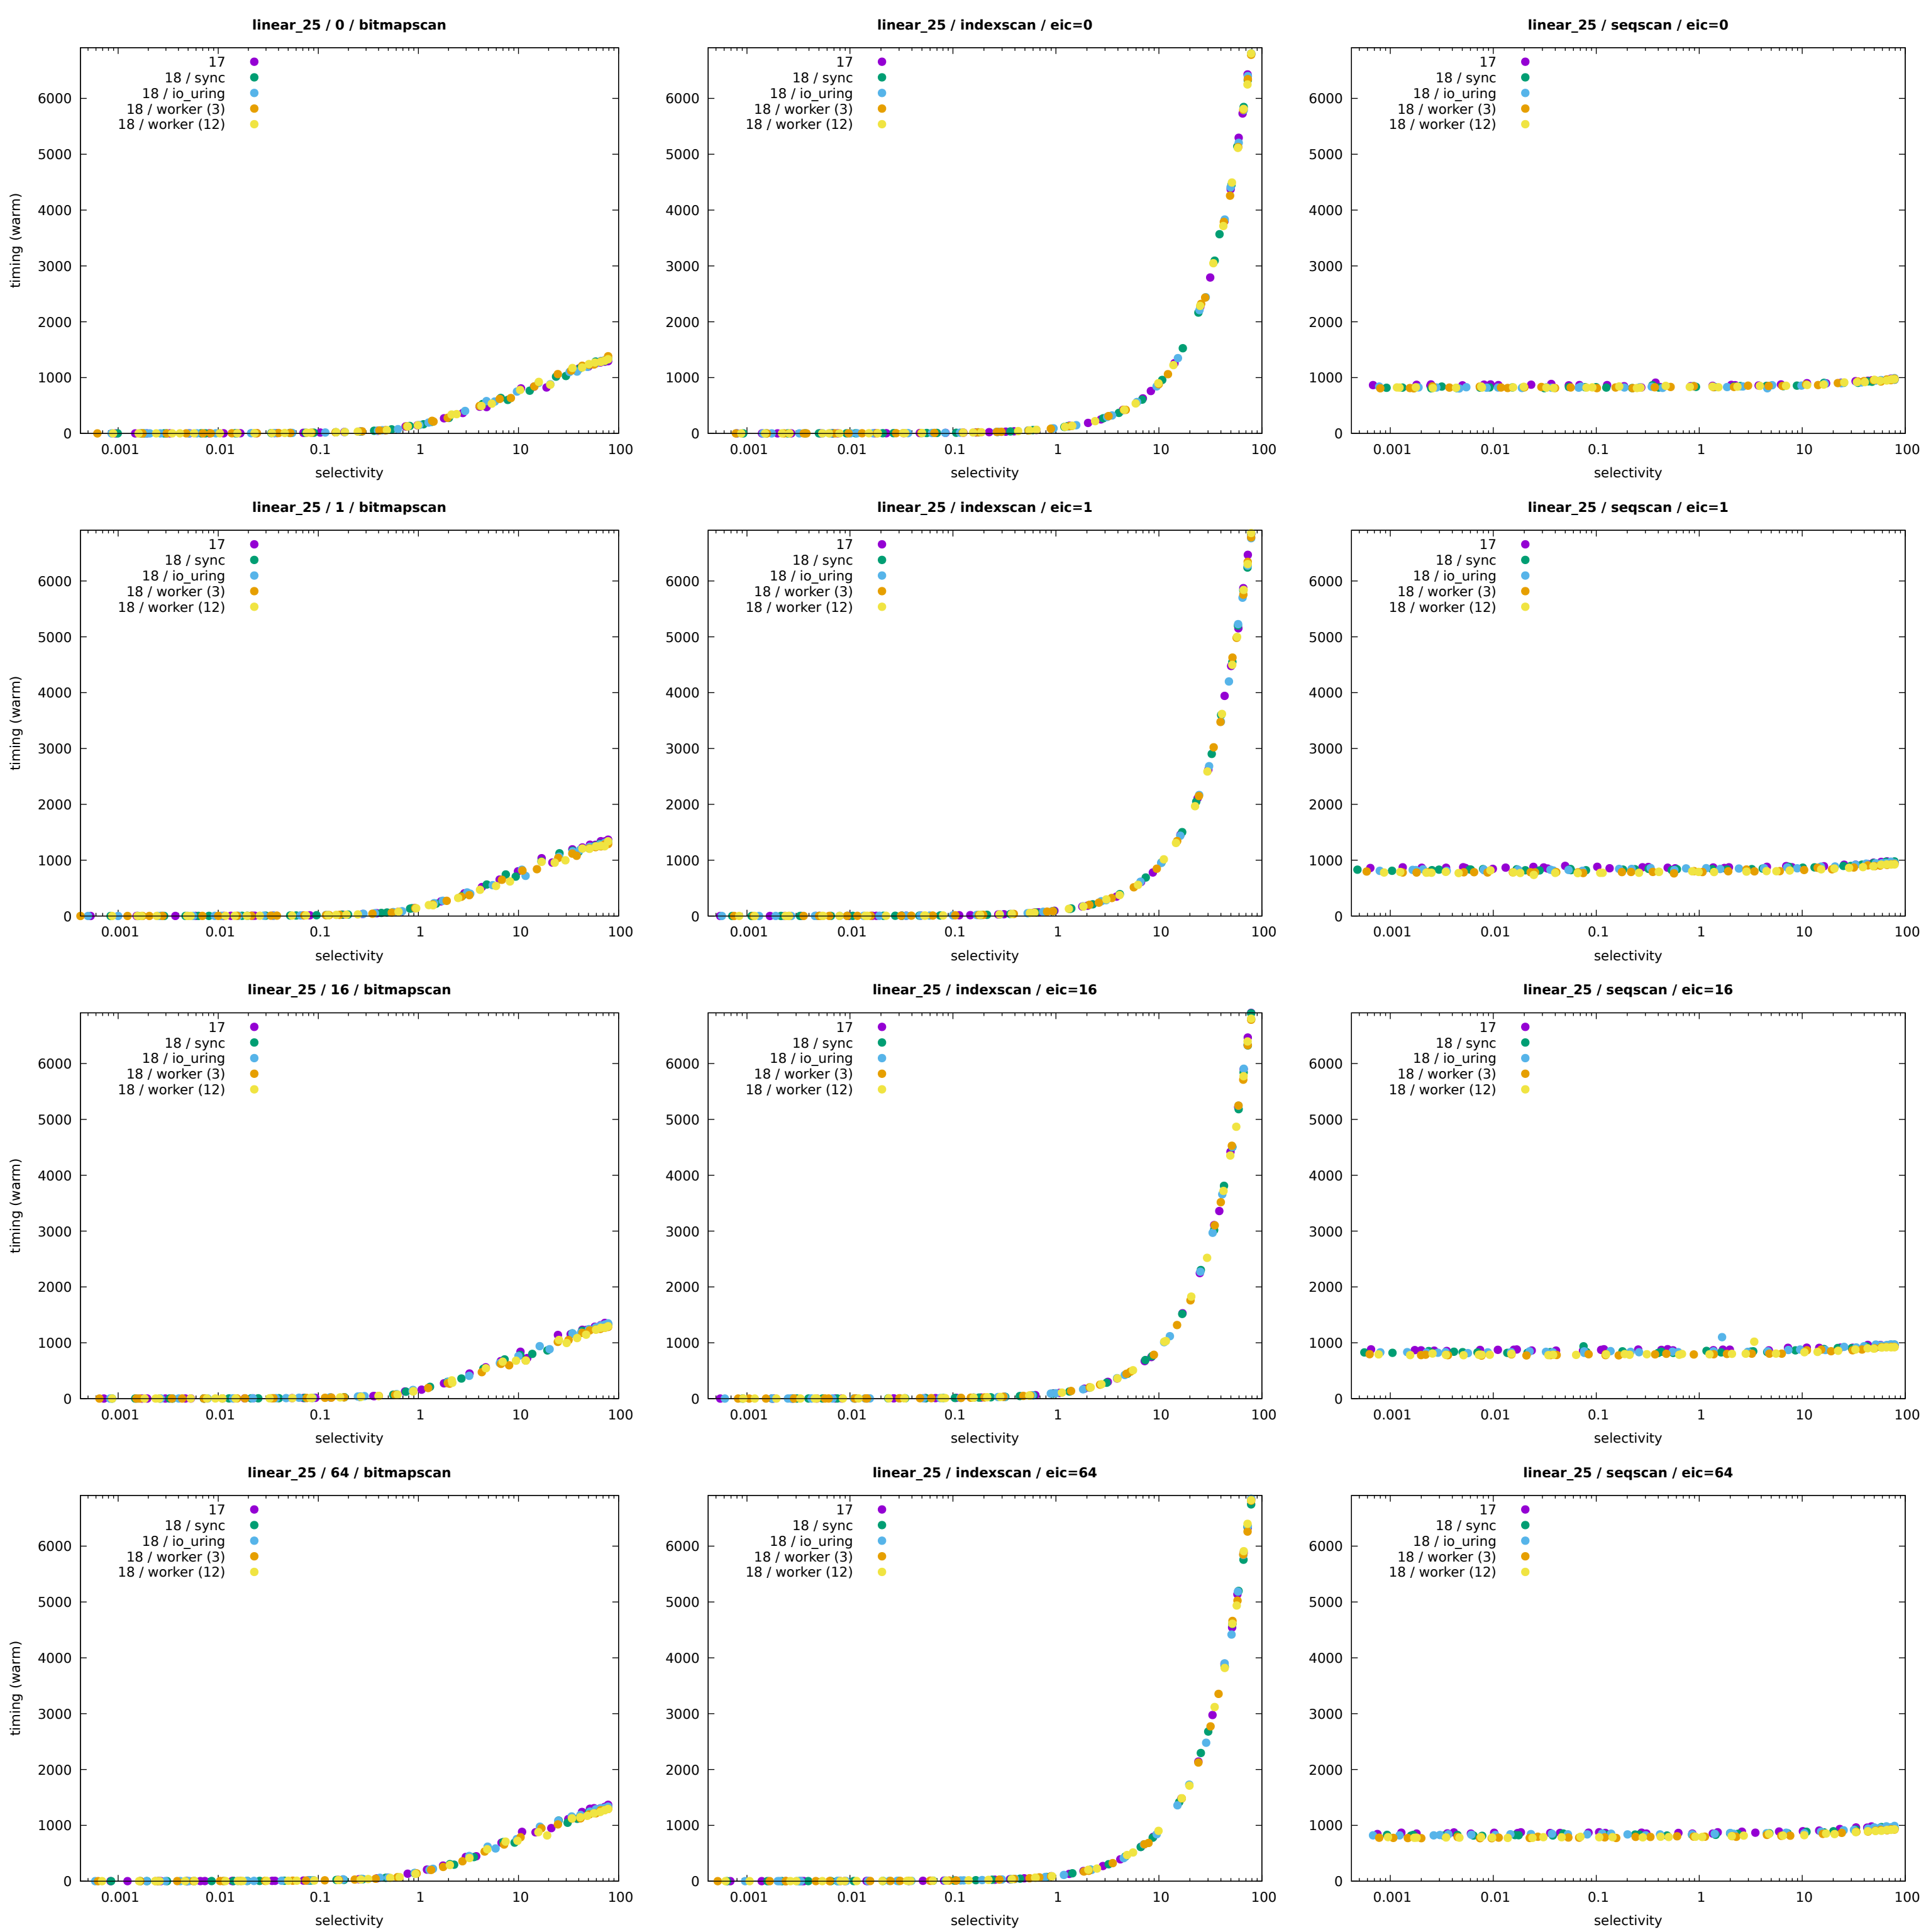 linear_25 / 0 / bitmapscan
17
18 / sync
18 / io_uring
18 / worker (3)
18 / worker (12)
timing (warm)
6000
5000
4000
3000
2000
1000
0
0.001 0.01 0.1 1 10 100
selectivity
linear_25 / indexscan / eic=0
17
18 / sync
18 / io_uring
18 / worker (3)
18 / worker (12)
6000
5000
4000
3000
2000
1000
0
0.001 0.01 0.1 1 10 100
selectivity
linear_25 / seqscan / eic=0
17
18 / sync
18 / io_uring
18 / worker (3)
18 / worker (12)
6000
5000
4000
3000
2000
1000
0
0.001 0.01 0.1 1 10 100
selectivity
linear_25 / 1 / bitmapscan
17
18 / sync
18 / io_uring
18 / worker (3)
18 / worker (12)
timing (warm)
6000
5000
4000
3000
2000
1000
0
0.001 0.01 0.1 1 10 100
selectivity
linear_25 / indexscan / eic=1
17
18 / sync
18 / io_uring
18 / worker (3)
18 / worker (12)
6000
5000
4000
3000
2000
1000
0
0.001 0.01 0.1 1 10 100
selectivity
linear_25 / seqscan / eic=1
17
18 / sync
18 / io_uring
18 / worker (3)
18 / worker (12)
6000
5000
4000
3000
2000
1000
0
0.001 0.01 0.1 1 10 100
selectivity
linear_25 / 16 / bitmapscan
17
18 / sync
18 / io_uring
18 / worker (3)
18 / worker (12)
timing (warm)
6000
5000
4000
3000
2000
1000
0
0.001 0.01 0.1 1 10 100
selectivity
linear_25 / indexscan / eic=16
17
18 / sync
18 / io_uring
18 / worker (3)
18 / worker (12)
6000
5000
4000
3000
2000
1000
0
0.001 0.01 0.1 1 10 100
selectivity
linear_25 / seqscan / eic=16
17
18 / sync
18 / io_uring
18 / worker (3)
18 / worker (12)
6000
5000
4000
3000
2000
1000
0
0.001 0.01 0.1 1 10 100
selectivity
linear_25 / 64 / bitmapscan
17
18 / sync
18 / io_uring
18 / worker (3)
18 / worker (12)
timing (warm)
6000
5000
4000
3000
2000
1000
0
0.001 0.01 0.1 1 10 100
selectivity
linear_25 / indexscan / eic=64
17
18 / sync
18 / io_uring
18 / worker (3)
18 / worker (12)
6000
5000
4000
3000
2000
1000
0
0.001 0.01 0.1 1 10 100
selectivity
linear_25 / seqscan / eic=64
17
18 / sync
18 / io_uring
18 / worker (3)
18 / worker (12)
6000
5000
4000
3000
2000
1000
0
0.001 0.01 0.1 1 10 100
selectivity